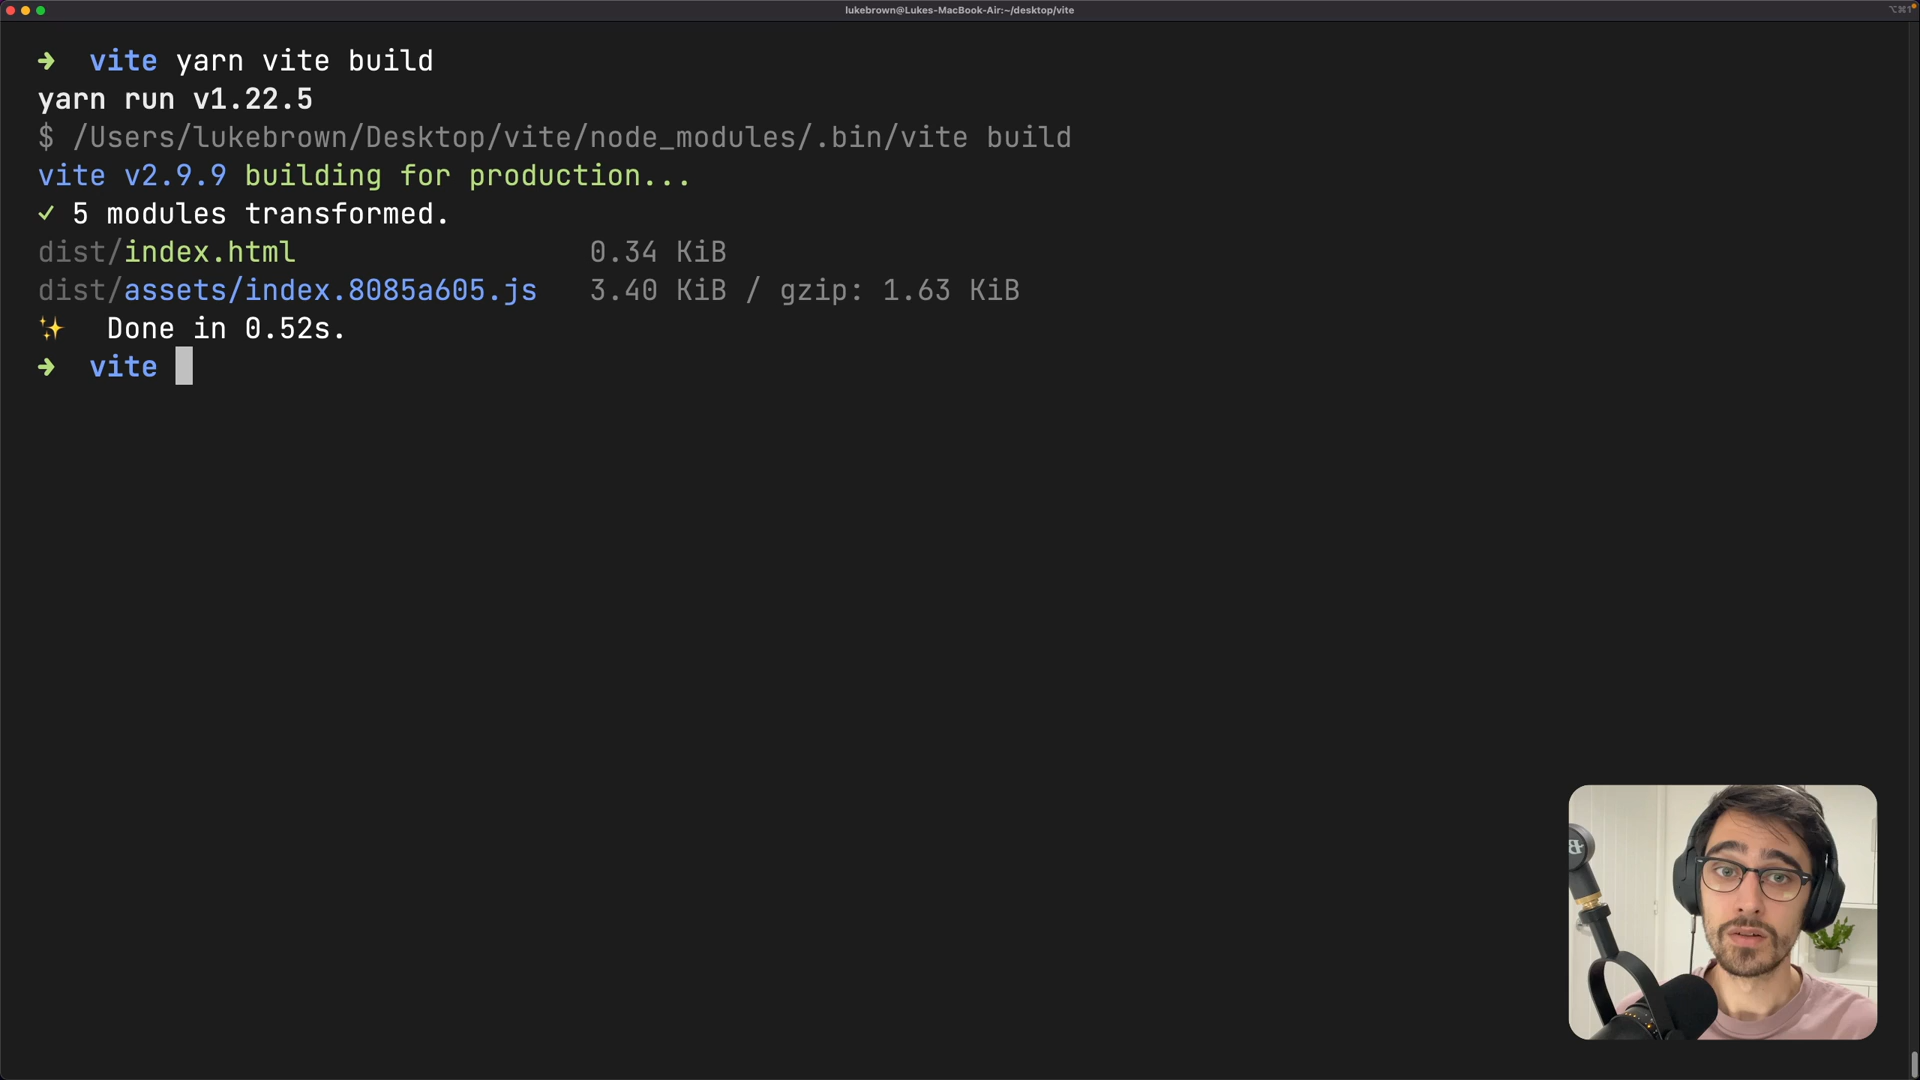 lukebrown@Lukes-MacBook-Air:~/desktop/vite
➜ vite yarn vite build
yarn run v1.22.5
$ /Users/lukebrown/Desktop/vite/node_modules/.bin/vite build
vite v2.9.9 building for production...
✓ 5 modules transformed.
dist/index.html 0.34 KiB
dist/assets/index.8085a605.js 3.40 KiB / gzip: 1.63 KiB
✨ Done in 0.52s.
➜ vite